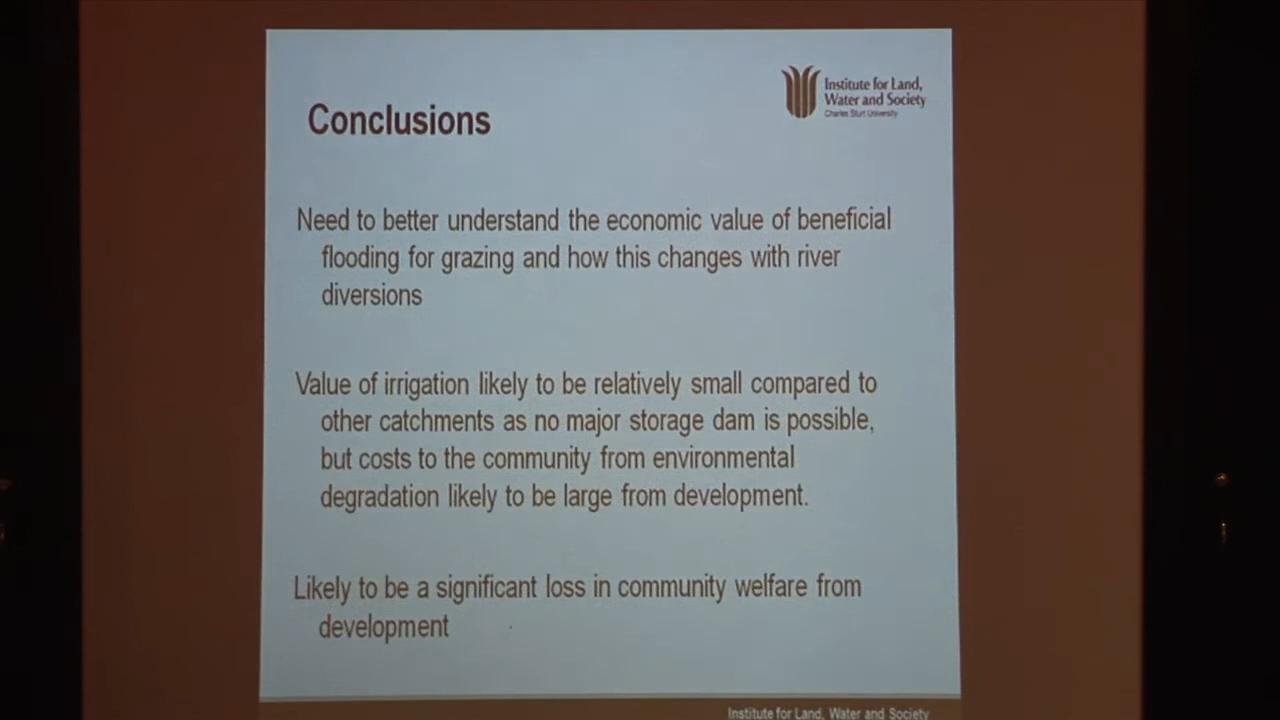 Institute for Land,
Water and Society
Charles Sturt University
Conclusions
Need to better understand the economic value of beneficial
flooding for grazing and how this changes with river
diversions
Value of irrigation likely to be relatively small compared to
other catchments as no major storage dam is possible,
but costs to the community from environmental
degradation likely to be large from development.
Likely to be a significant loss in community welfare from
development
Institute for Land, Water and Society